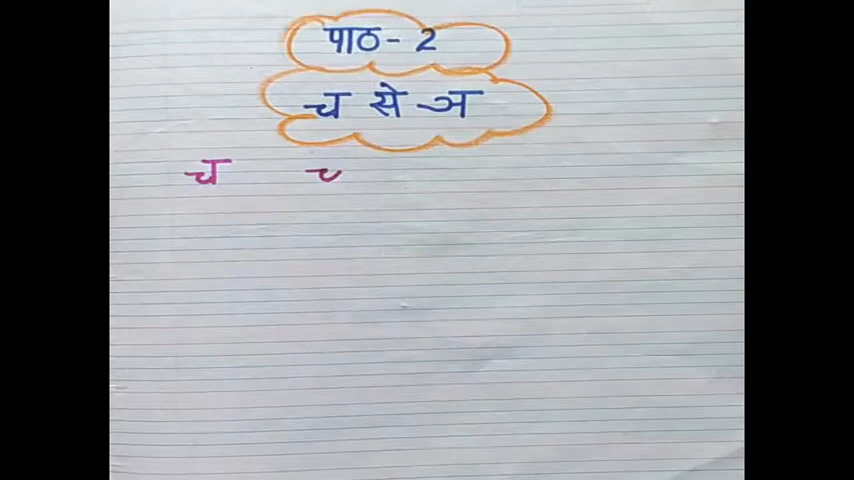 पाठ - 2
च से ञ
च च